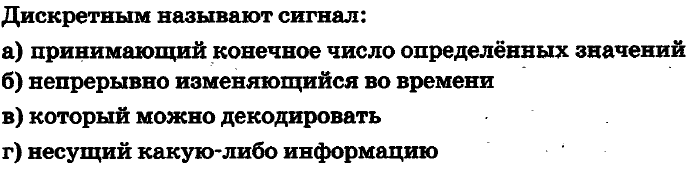 Дискретным называют сигнал:
а) принимающий конечное число определённых значений
б) непрерывно изменяющийся во времени
в) который можно декодировать
г) несущий какую-либо информацию